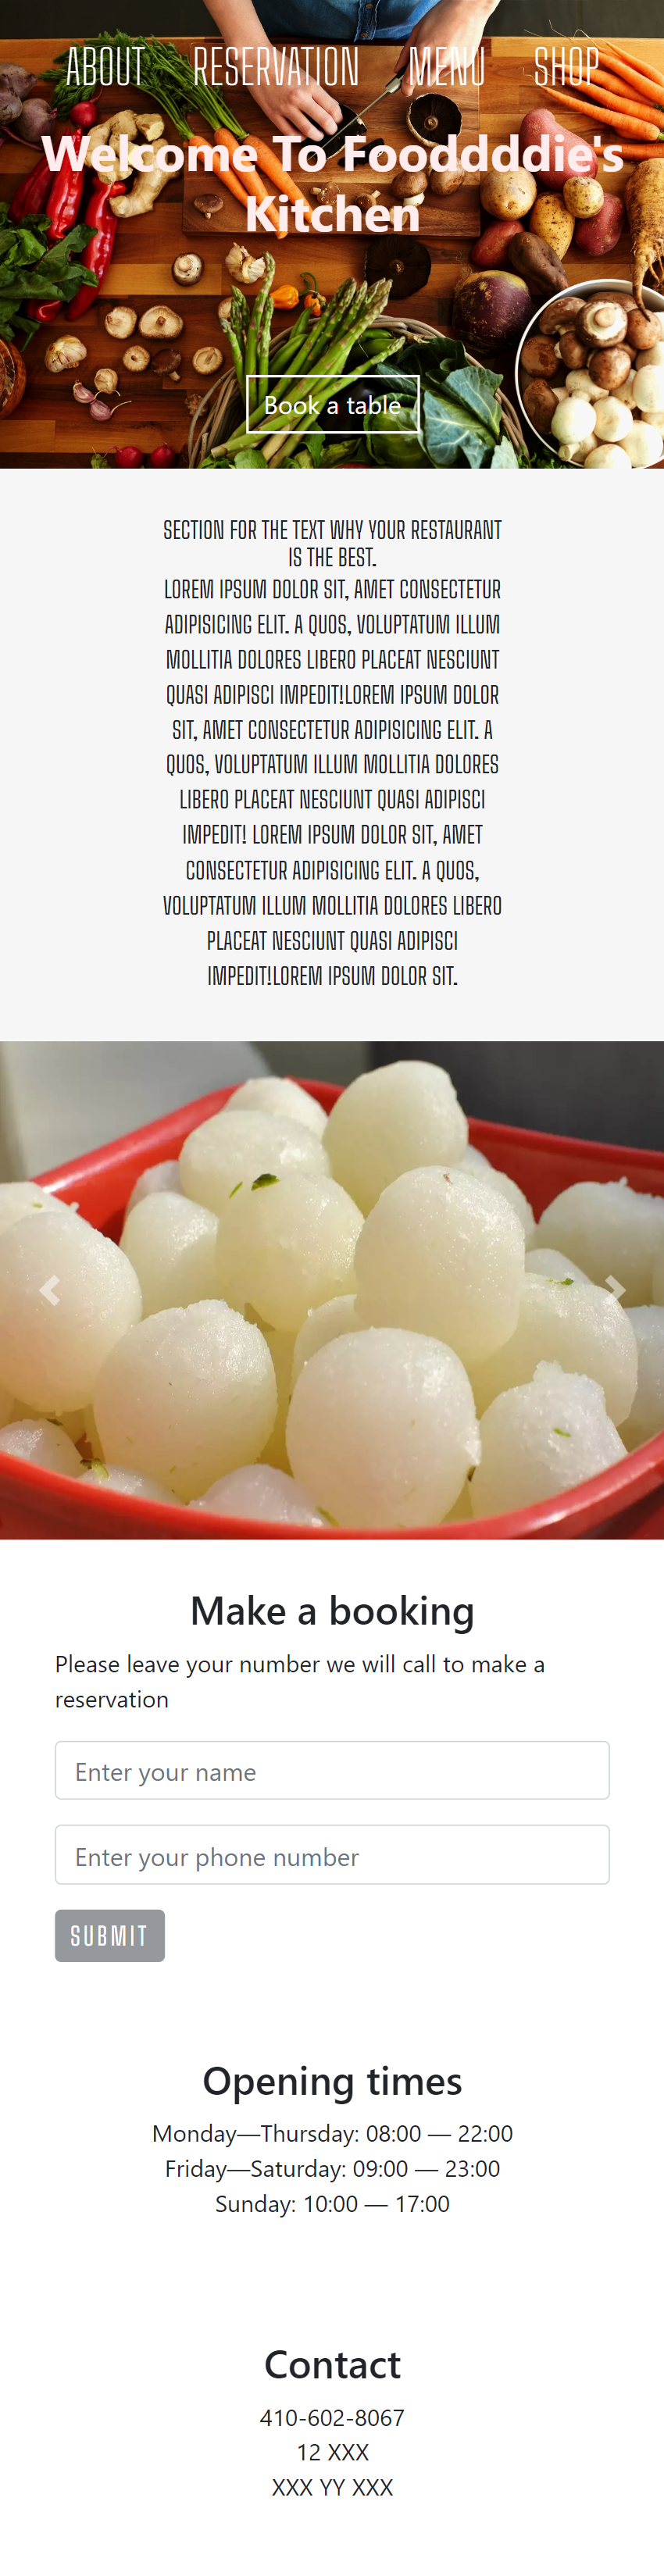 ABOUT RESERVATION MENU SHOP
Welcome To Fooddddie's
Kitchen
Book a table
SECTION FOR THE TEXT WHY YOUR RESTAURANT
IS THE BEST.
LOREM IPSUM DOLOR SIT, AMET CONSECTETUR
ADIPISICING ELIT. A QUOS, VOLUPTATUM ILLUM
MOLLITIA DOLORES LIBERO PLACEAT NESCIUNT
QUASI ADIPISCI IMPEDIT!LOREM IPSUM DOLOR
SIT, AMET CONSECTETUR ADIPISICING ELIT. A
QUOS, VOLUPTATUM ILLUM MOLLITIA DOLORES
LIBERO PLACEAT NESCIUNT QUASI ADIPISCI
IMPEDIT! LOREM IPSUM DOLOR SIT, AMET
CONSECTETUR ADIPISICING ELIT. A QUOS,
VOLUPTATUM ILLUM MOLLITIA DOLORES LIBERO
PLACEAT NESCIUNT QUASI ADIPISCI
IMPEDIT!LOREM IPSUM DOLOR SIT.
Make a booking
Please leave your number we will call to make a
reservation
Enter your name
Enter your phone number
SUBMIT
Opening times
Monday—Thursday: 08:00 — 22:00
Friday—Saturday: 09:00 — 23:00
Sunday: 10:00 — 17:00
Contact
410-602-8067
12 XXX
XXX YY XXX